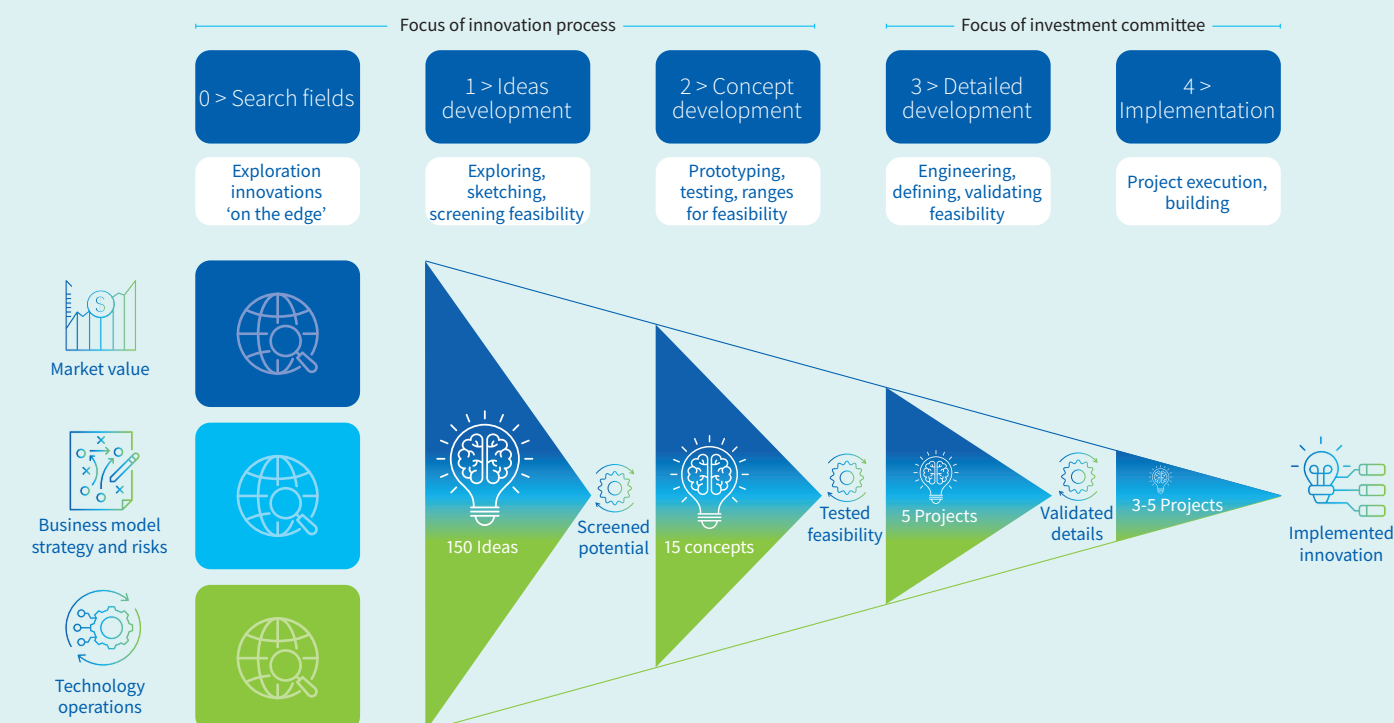 Focus of innovation process
Focus of investment committee
0 > Search fields
1 > Ideas
development
2 > Concept
development
3 > Detailed
development
4 >
Implementation
Exploration
innovations
‘on the edge’
Exploring,
sketching,
screening feasibility
Prototyping,
testing, ranges
for feasibility
Engineering,
defining, validating
feasibility
Project execution,
building
Market value
$
Business model
strategy and risks
Technology
operations
150 Ideas
Screened
potential
15 concepts
Tested
feasibility
5 Projects
Validated
details
3-5 Projects
Implemented
innovation